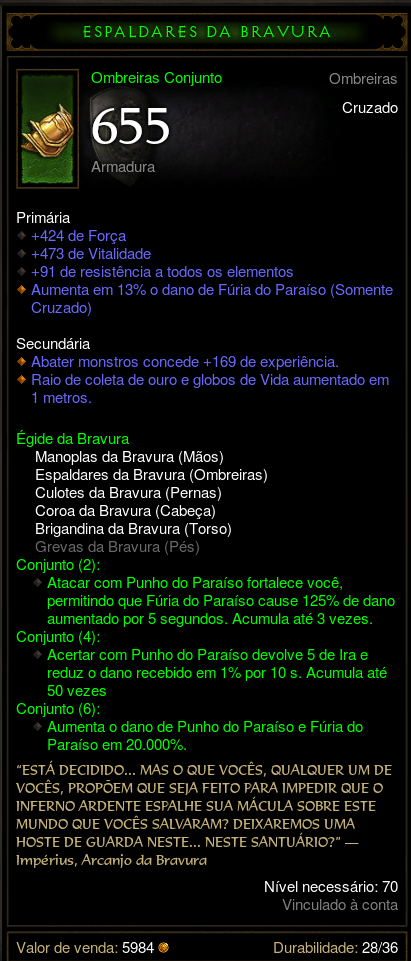 ESPALDARES DA BRAVURA
Ombreiras Conjunto
Ombreiras
Cruzado
655
Armadura
Primária
+424 de Força
+473 de Vitalidade
+91 de resistência a todos os elementos
Aumenta em 13% o dano de Fúria do Paraíso (Somente
Cruzado)
Secundária
Abater monstros concede +169 de experiência.
Raio de coleta de ouro e globos de Vida aumentado em
1 metros.
Égide da Bravura
Manoplas da Bravura (Mãos)
Espaldares da Bravura (Ombreiras)
Culotes da Bravura (Pernas)
Coroa da Bravura (Cabeça)
Brigandina da Bravura (Torso)
Grevas da Bravura (Pés)
Conjunto (2):
Atacar com Punho do Paraíso fortalece você,
permitindo que Fúria do Paraíso cause 125% de dano
aumentado por 5 segundos. Acumula até 3 vezes.
Conjunto (4):
Acertar com Punho do Paraíso devolve 5 de Ira e
reduz o dano recebido em 1% por 10 s. Acumula até
50 vezes
Conjunto (6):
Aumenta o dano de Punho do Paraíso e Fúria do
Paraíso em 20.000%.
"ESTÁ DECIDIDO... MAS O QUE VOCÊS, QUALQUER UM DE
VOCÊS, PROPÕEM QUE SEJA FEITO PARA IMPEDIR QUE O
INFERNO ARDENTE ESPALHE SUA MÁCULA SOBRE ESTE
MUNDO QUE VOCÊS SALVARAM? DEIXAREMOS UMA
HOSTE DE GUARDA NESTE... NESTE SANTUÁRIO?" —
Impérius, Arcanjo da Bravura
Nível necessário: 70
Vinculado à conta
Valor de venda: 5984
Durabilidade: 28/36